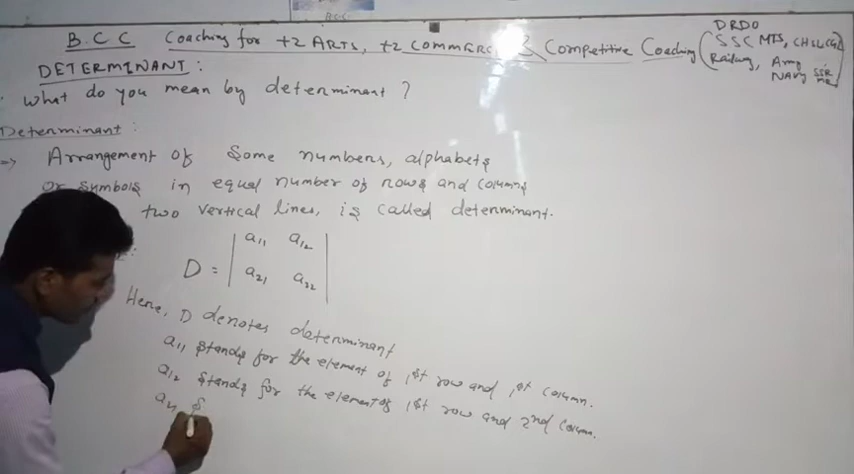 B.C.C
B.C.C Coaching for +2 ARTS, +2 COMMERC & Competitive Coaching
DRDO
SSC MTS, CHSL,CGL
Railway, Army
NAVY SSR
MR
DETERMINANT:
What do you mean by determinant?
Determinant:
=> Arrangement of some numbers, alphabets
or symbols in equal number of rows and columns
two vertical lines, is called determinant.
D = | a11 a12
a21 a22 |
Here, D denotes determinant
a11 stands for the element of 1st row and 1st column.
a12 stands for the element of 1st row and 2nd column.
a21 s